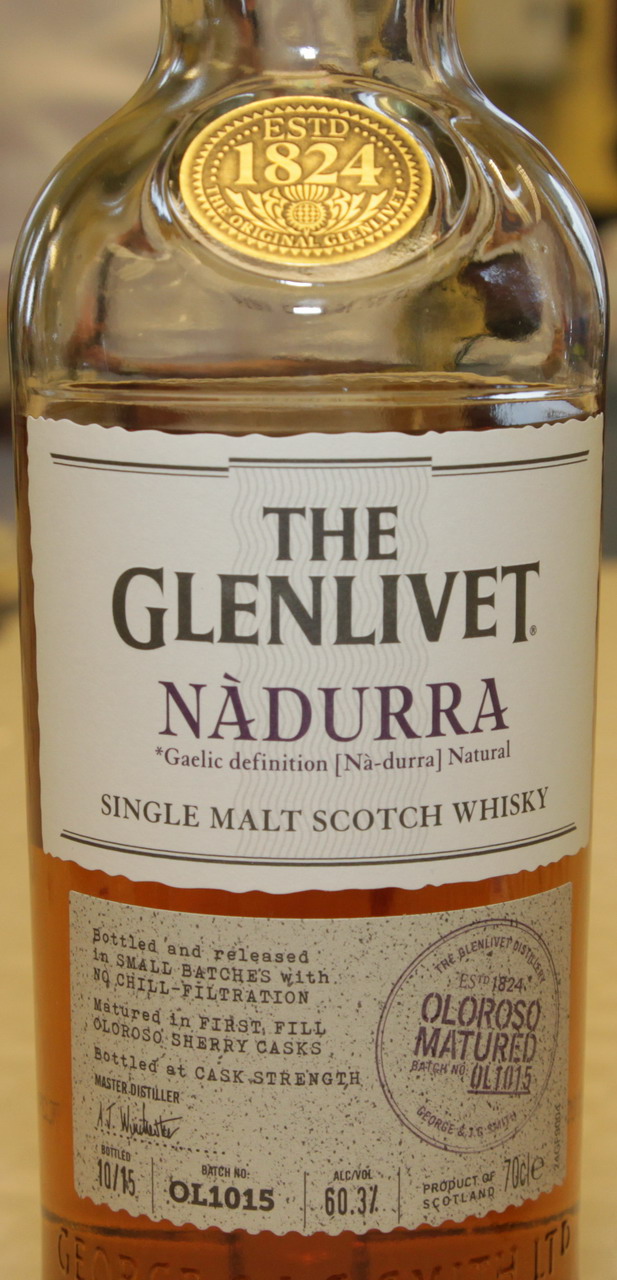 ESTD
1824
THE ORIGINAL GLENLIVET
THE
GLENLIVET®
NÀDURRA
*Gaelic definition [Nà-durra] Natural
SINGLE MALT SCOTCH WHISKY
Bottled and released
in SMALL BATCHES with
NO CHILL-FILTRATION
Matured in FIRST FILL
OLOROSO SHERRY CASKS
Bottled at CASK STRENGTH
MASTER DISTILLER
THE GLENLIVET DISTILLERY
ESTD 1824
OLOROSO
MATURED
BATCH NO: OL1015
GEORGE & J.G. SMITH
BOTTLED
10/15
BATCH NO:
OL1015
ALC/VOL
60.3%
PRODUCT OF
SCOTLAND
70cl e